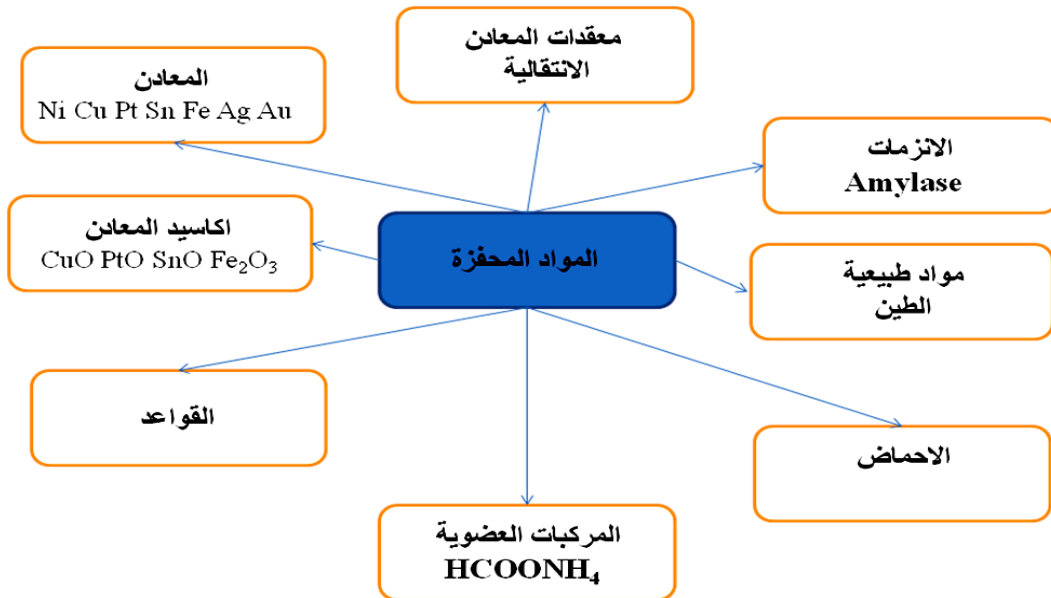 معقدات المعادن
الانتقالية
المعادن
Ni Cu Pt Sn Fe Ag Au
الانزمات
Amylase
اكاسيد المعادن
CuO PtO SnO Fe₂O₃
المواد المحفزة
مواد طبيعية
الطين
القواعد
الاحماض
المركبات العضوية
HCOONH₄